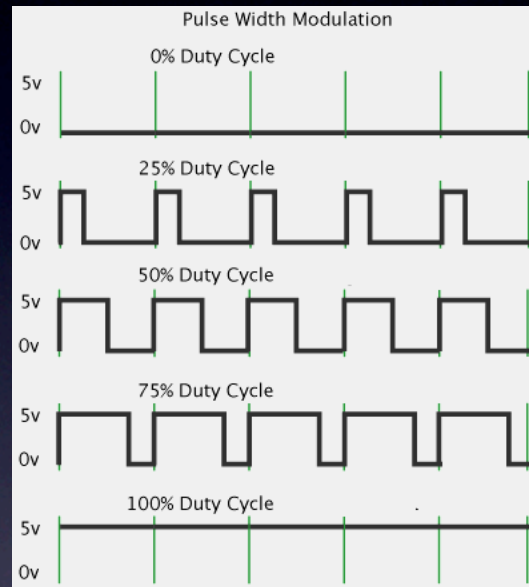 Pulse Width Modulation
0% Duty Cycle
5v
0v
25% Duty Cycle
5v
0v
50% Duty Cycle
5v
0v
75% Duty Cycle
5v
0v
100% Duty Cycle
5v
0v